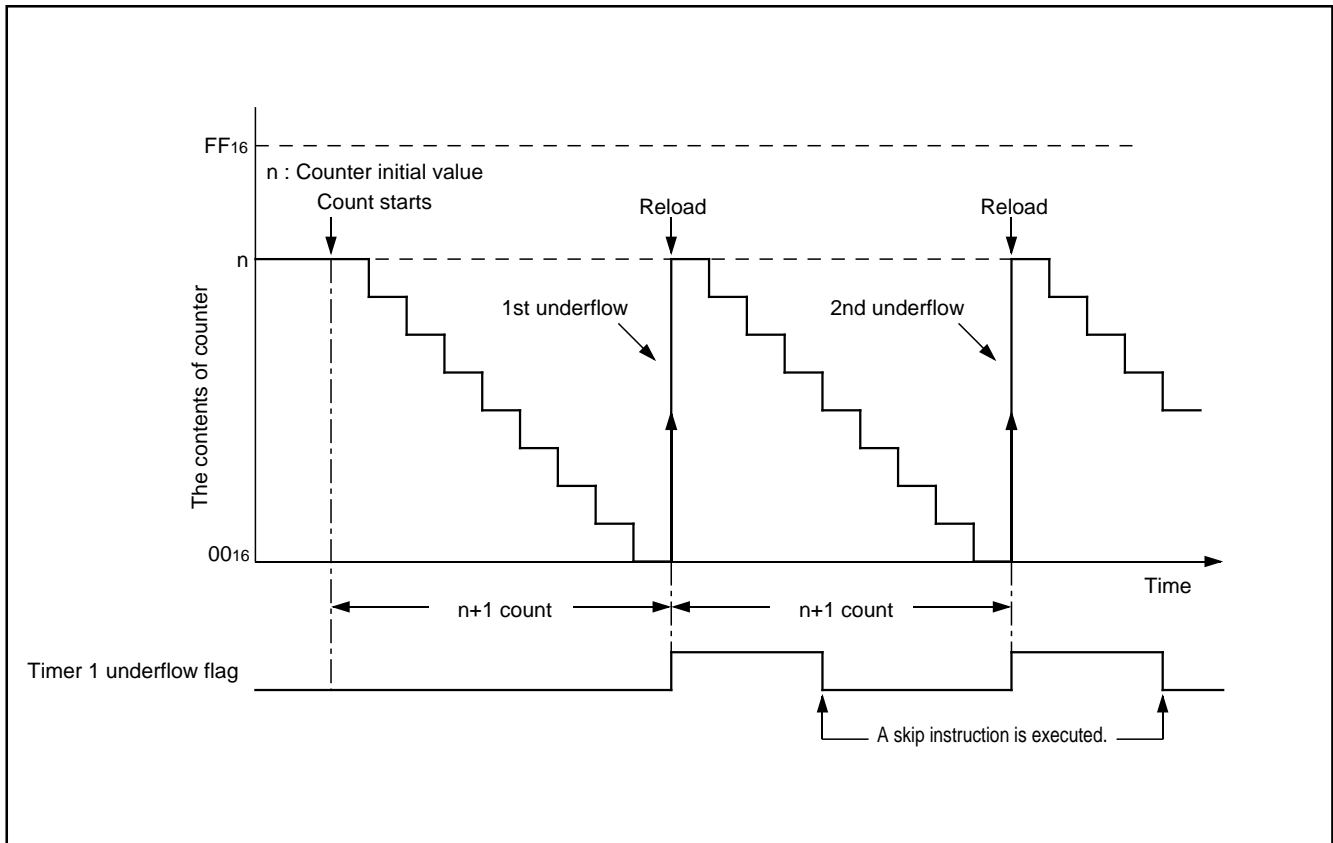 FF16
n : Counter initial value
Count starts
Reload
Reload
n
1st underflow
2nd underflow
The contents of counter
0016
Time
n+1 count
n+1 count
Timer 1 underflow flag
A skip instruction is executed.